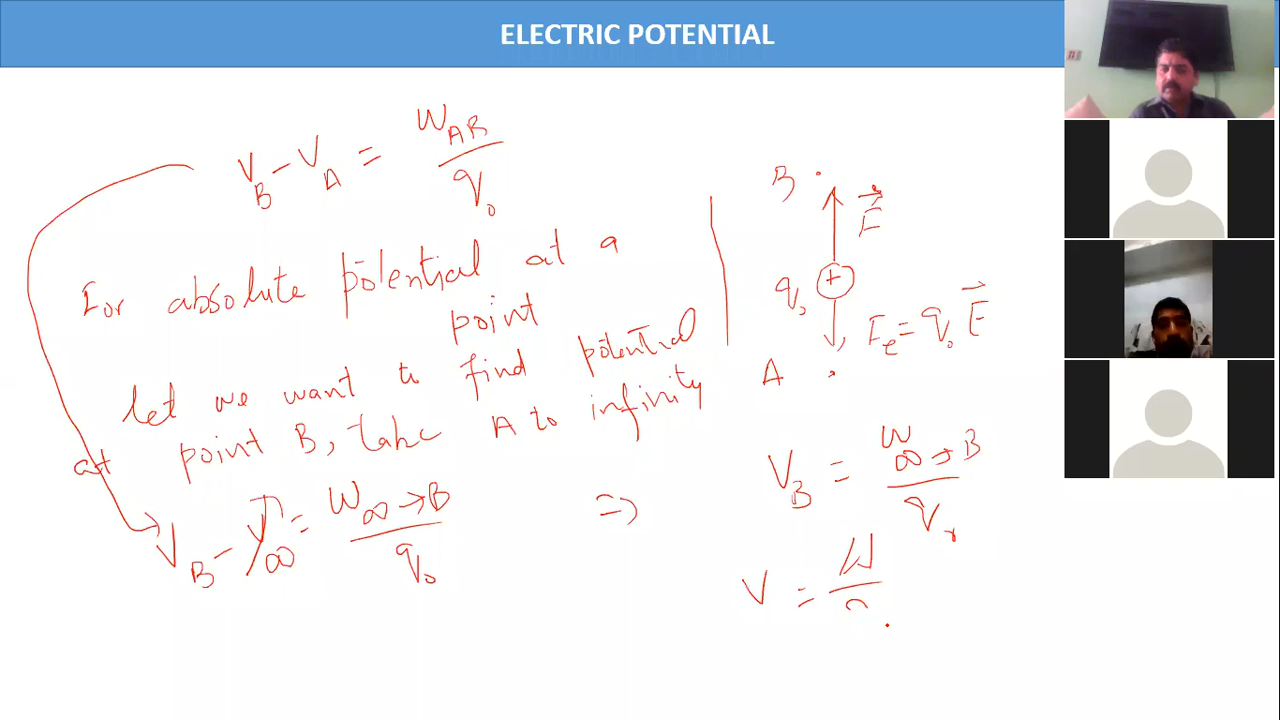 ELECTRIC POTENTIAL
V_B - V_A = W_AB / q_0
For absolute potential at a
point
let we want to find potential
at point B, take A to infinity
V_B - V_∞ = W_∞→B / q_0
B
E⃗
+
q_0
F_e = q_0 E⃗
A
⇒
V_B = W_∞→B / q_0
V = W